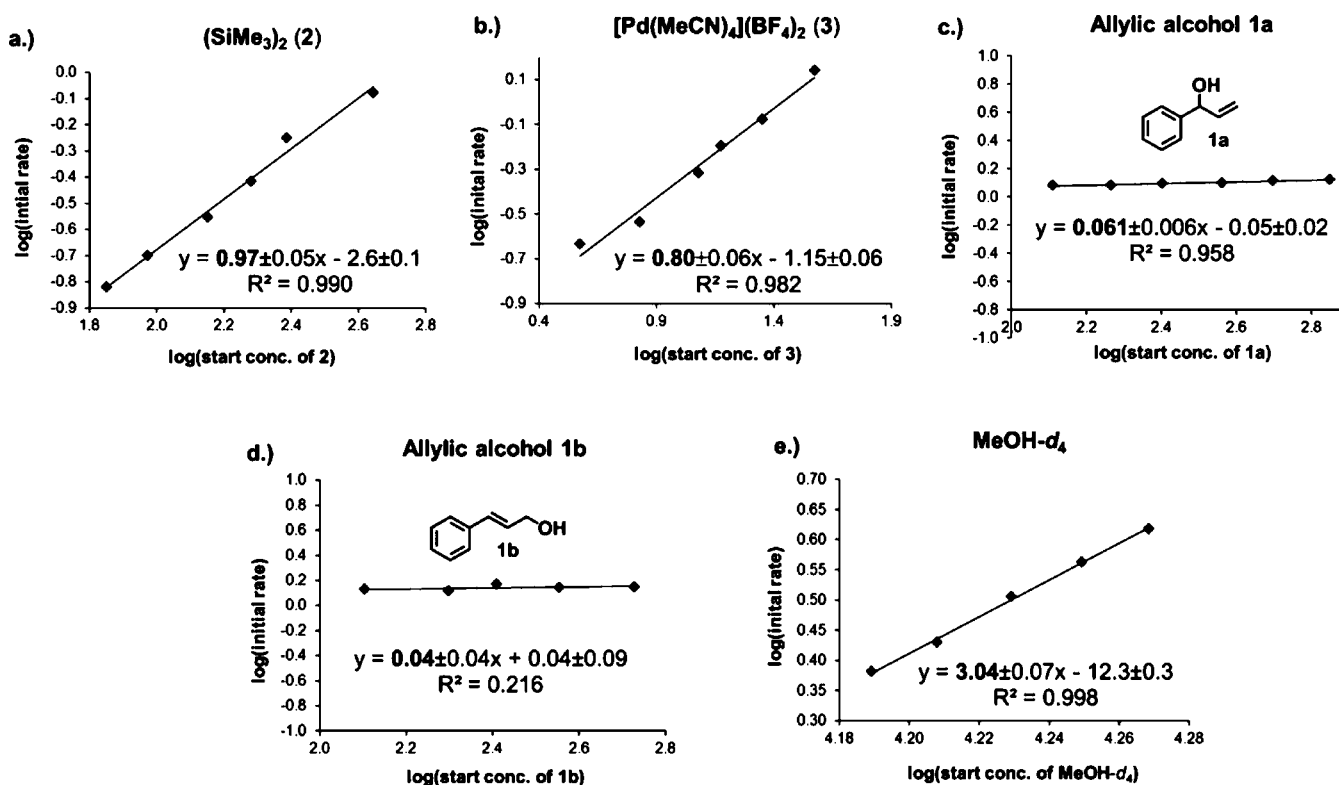 a.)
(SiMe3)2 (2)
log(intial rate)
0.0
-0.1
-0.2
-0.3
-0.4
-0.5
-0.6
-0.7
-0.8
-0.9
y = 0.97±0.05x - 2.6±0.1
R² = 0.990
1.8 2.0 2.2 2.4 2.6 2.8
log(start conc. of 2)
b.)
[Pd(MeCN)4](BF4)2 (3)
log(inital rate)
0.1
-0.1
-0.3
-0.5
-0.7
-0.9
y = 0.80±0.06x - 1.15±0.06
R² = 0.982
0.4 0.9 1.4 1.9
log(start conc. of 3)
c.)
Allylic alcohol 1a
log(inital rate)
1.0
0.8
0.6
0.4
0.2
0.0
-0.2
-0.4
-0.6
-0.8
-1.0
OH
1a
y = 0.061±0.006x - 0.05±0.02
R² = 0.958
2.0 2.2 2.4 2.6 2.8
log(start conc. of 1a)
d.)
Allylic alcohol 1b
log(inital rate)
1.0
0.8
0.6
0.4
0.2
0.0
-0.2
-0.4
-0.6
-0.8
-1.0
OH
1b
y = 0.04±0.04x + 0.04±0.09
R² = 0.216
2.0 2.2 2.4 2.6 2.8
log(start conc. of 1b)
e.)
MeOH-d4
log(inital rate)
0.70
0.65
0.60
0.55
0.50
0.45
0.40
0.35
0.30
y = 3.04±0.07x - 12.3±0.3
R² = 0.998
4.18 4.20 4.22 4.24 4.26 4.28
log(start conc. of MeOH-d4)